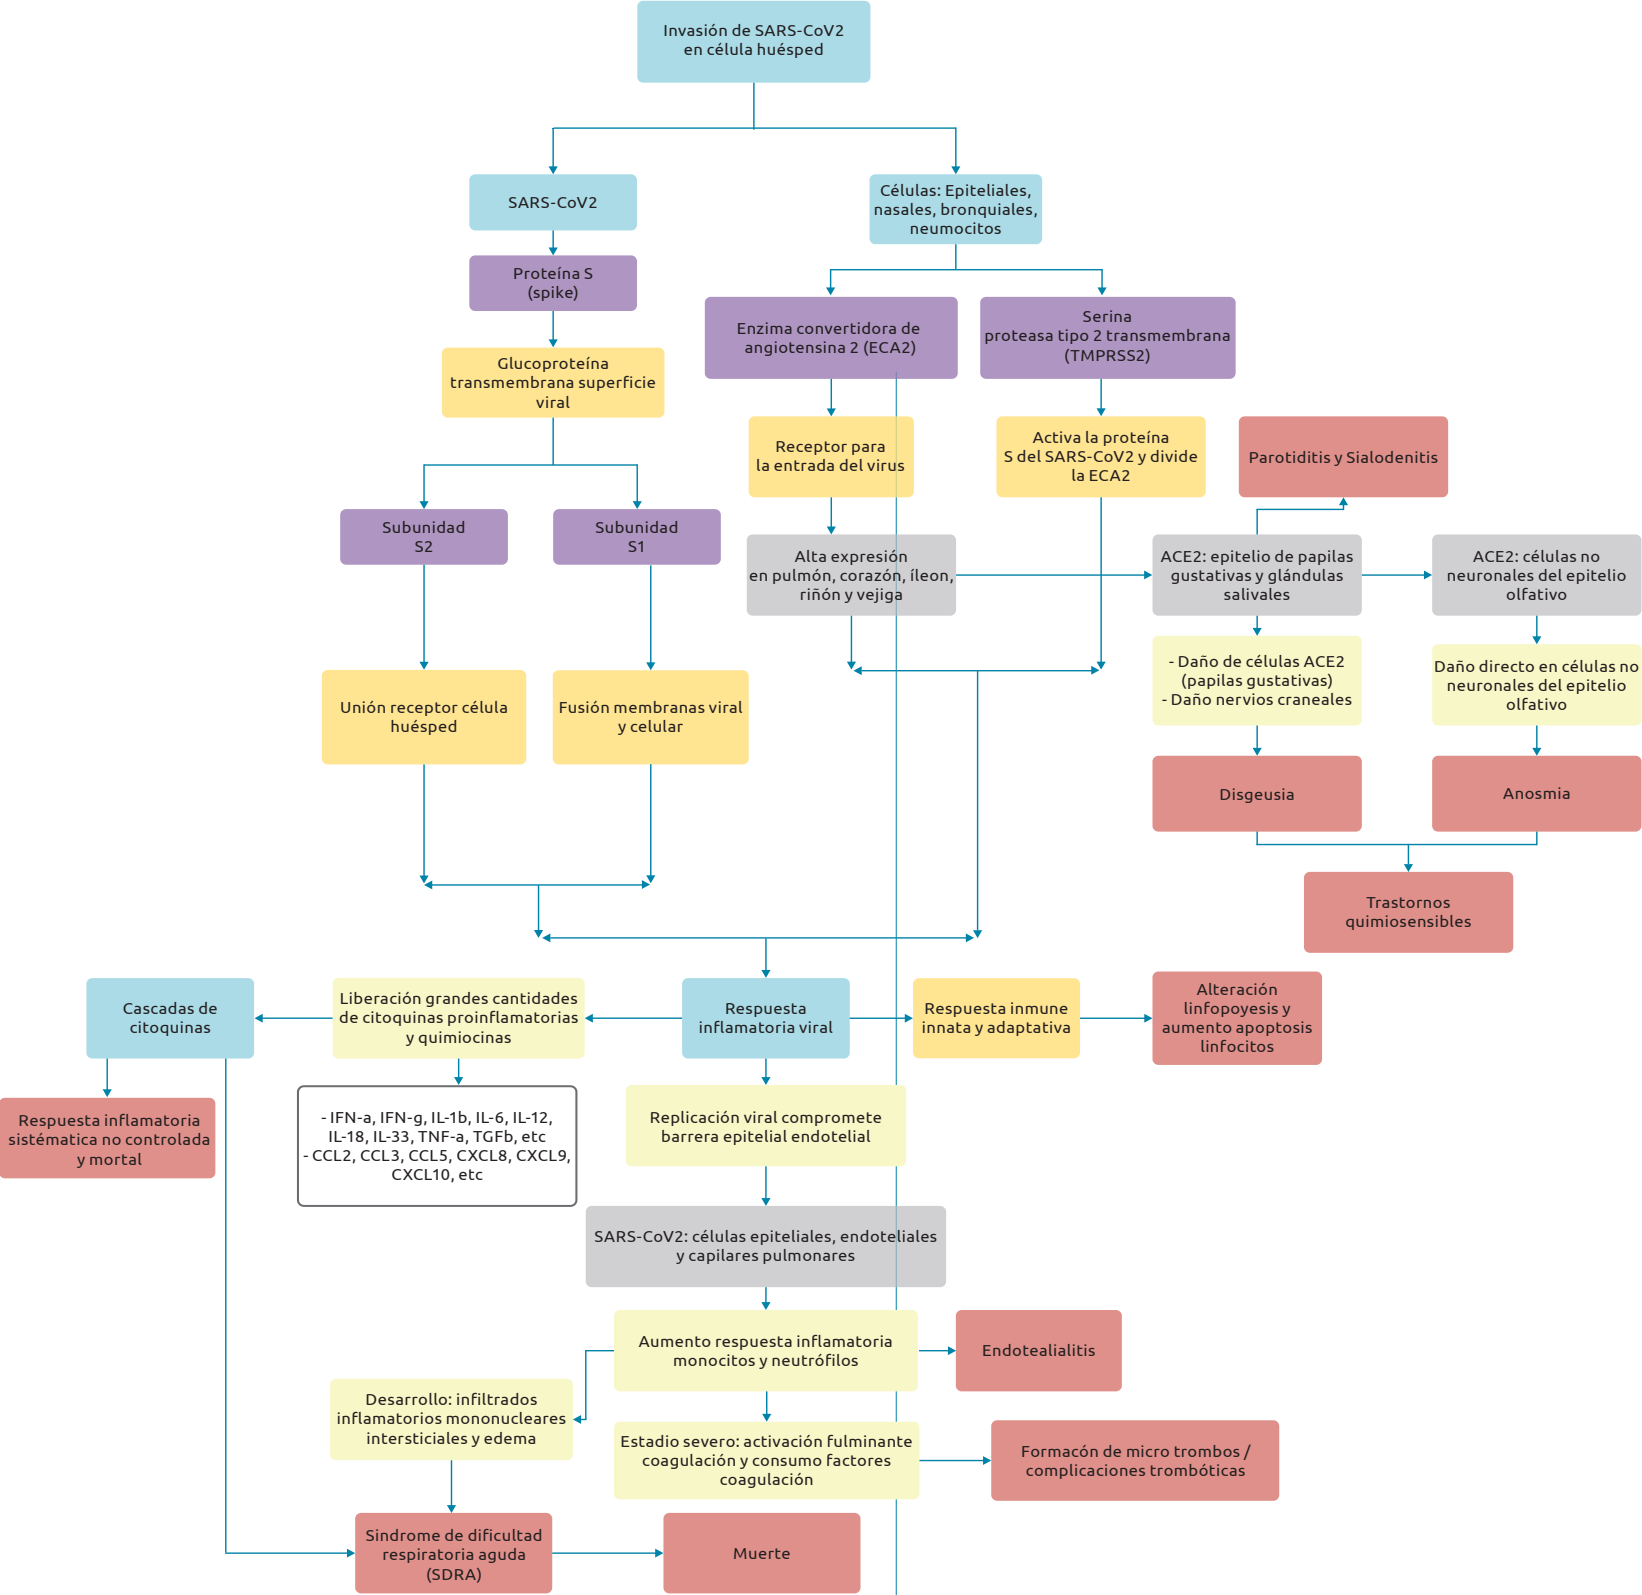 Invasión de SARS-CoV2
en célula huésped
SARS-CoV2
Células: Epiteliales,
nasales, bronquiales,
neumocitos
Proteína S
(spike)
Enzima convertidora de
angiotensina 2 (ECA2)
Serina
proteasa tipo 2 transmembrana
(TMPRSS2)
Glucoproteína
transmembrana superficie
viral
Receptor para
la entrada del virus
Activa la proteína
S del SARS-CoV2 y divide
la ECA2
Parotiditis y Sialodenitis
Subunidad
S2
Subunidad
S1
Alta expresión
en pulmón, corazón, íleon,
riñón y vejiga
ACE2: epitelio de papilas
gustativas y glándulas
salivales
ACE2: células no
neuronales del epitelio
olfativo
Unión receptor célula
huésped
Fusión membranas viral
y celular
- Daño de células ACE2
(papilas gustativas)
- Daño nervios craneales
Daño directo en células no
neuronales del epitelio
olfativo
Disgeusia
Anosmia
Trastornos
quimiosensibles
Cascadas de
citoquinas
Liberación grandes cantidades
de citoquinas proinflamatorias
y quimiocinas
Respuesta
inflamatoria viral
Respuesta inmune
innata y adaptativa
Alteración
linfopoyesis y
aumento apoptosis
linfocitos
Respuesta inflamatoria
sistématica no controlada
y mortal
- IFN-a, IFN-g, IL-1b, IL-6, IL-12,
IL-18, IL-33, TNF-a, TGFb, etc
- CCL2, CCL3, CCL5, CXCL8, CXCL9,
CXCL10, etc
Replicación viral compromete
barrera epitelial endotelial
SARS-CoV2: células epiteliales, endoteliales
y capilares pulmonares
Aumento respuesta inflamatoria
monocitos y neutrófilos
Endotealialitis
Desarrollo: infiltrados
inflamatorios mononucleares
intersticiales y edema
Estadio severo: activación fulminante
coagulación y consumo factores
coagulación
Formacón de micro trombos /
complicaciones trombóticas
Sindrome de dificultad
respiratoria aguda
(SDRA)
Muerte